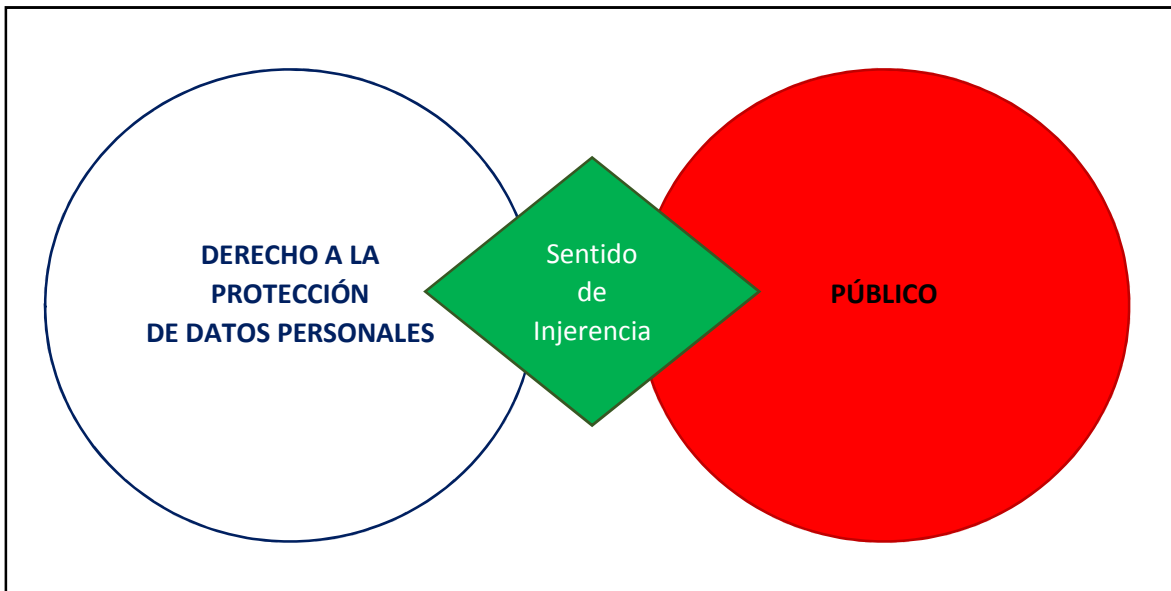 DERECHO A LA
PROTECCIÓN
DE DATOS PERSONALES
Sentido
de
Injerencia
PÚBLICO